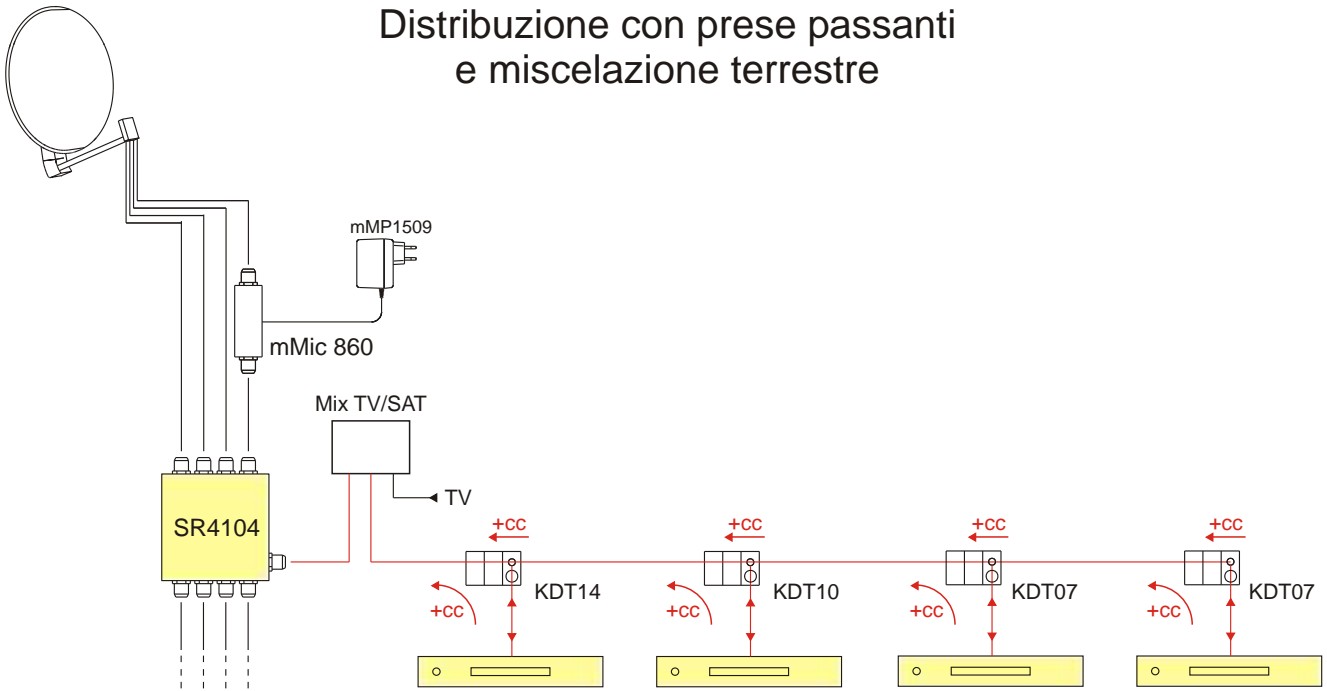 Distribuzione con prese passanti
e miscelazione terrestre
mMP1509
mMic 860
Mix TV/SAT
TV
SR4104
+cc
+cc
+cc
+cc
KDT14
KDT10
KDT07
KDT07
+cc
+cc
+cc
+cc